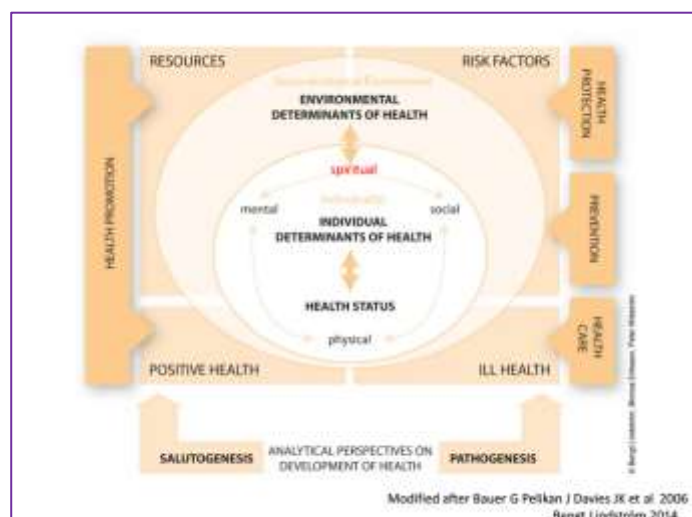 RESOURCES
RISK FACTORS
ENVIRONMENTAL
DETERMINANTS OF HEALTH
spiritual
mental
social
INDIVIDUAL
DETERMINANTS OF HEALTH
HEALTH STATUS
physical
POSITIVE HEALTH
ILL HEALTH
HEALTH PROMOTION
HEALTH
PROTECTION
PREVENTION
HEALTH
CARE
SALUTOGENESIS
ANALYTICAL PERSPECTIVES ON
DEVELOPMENT OF HEALTH
PATHOGENESIS
Modified after Bauer G Pelikan J Davies JK et al. 2006
Bengt Lindström 2014